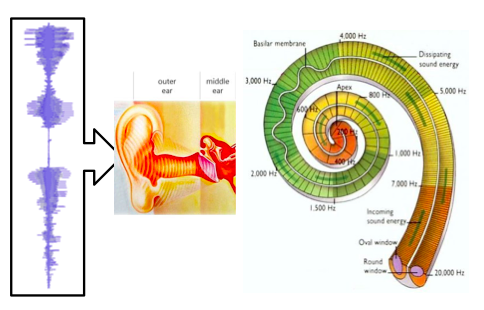 outer
ear
middle
ear
4,000 Hz
Basilar membrane
Dissipating
sound energy
3,000 Hz
Apex
800 Hz
5,000 Hz
600 Hz
200 Hz
400 Hz
1,000 Hz
2,000 Hz
7,000 Hz
1,500 Hz
Incoming
sound energy
Oval window
Round
window
20,000 Hz